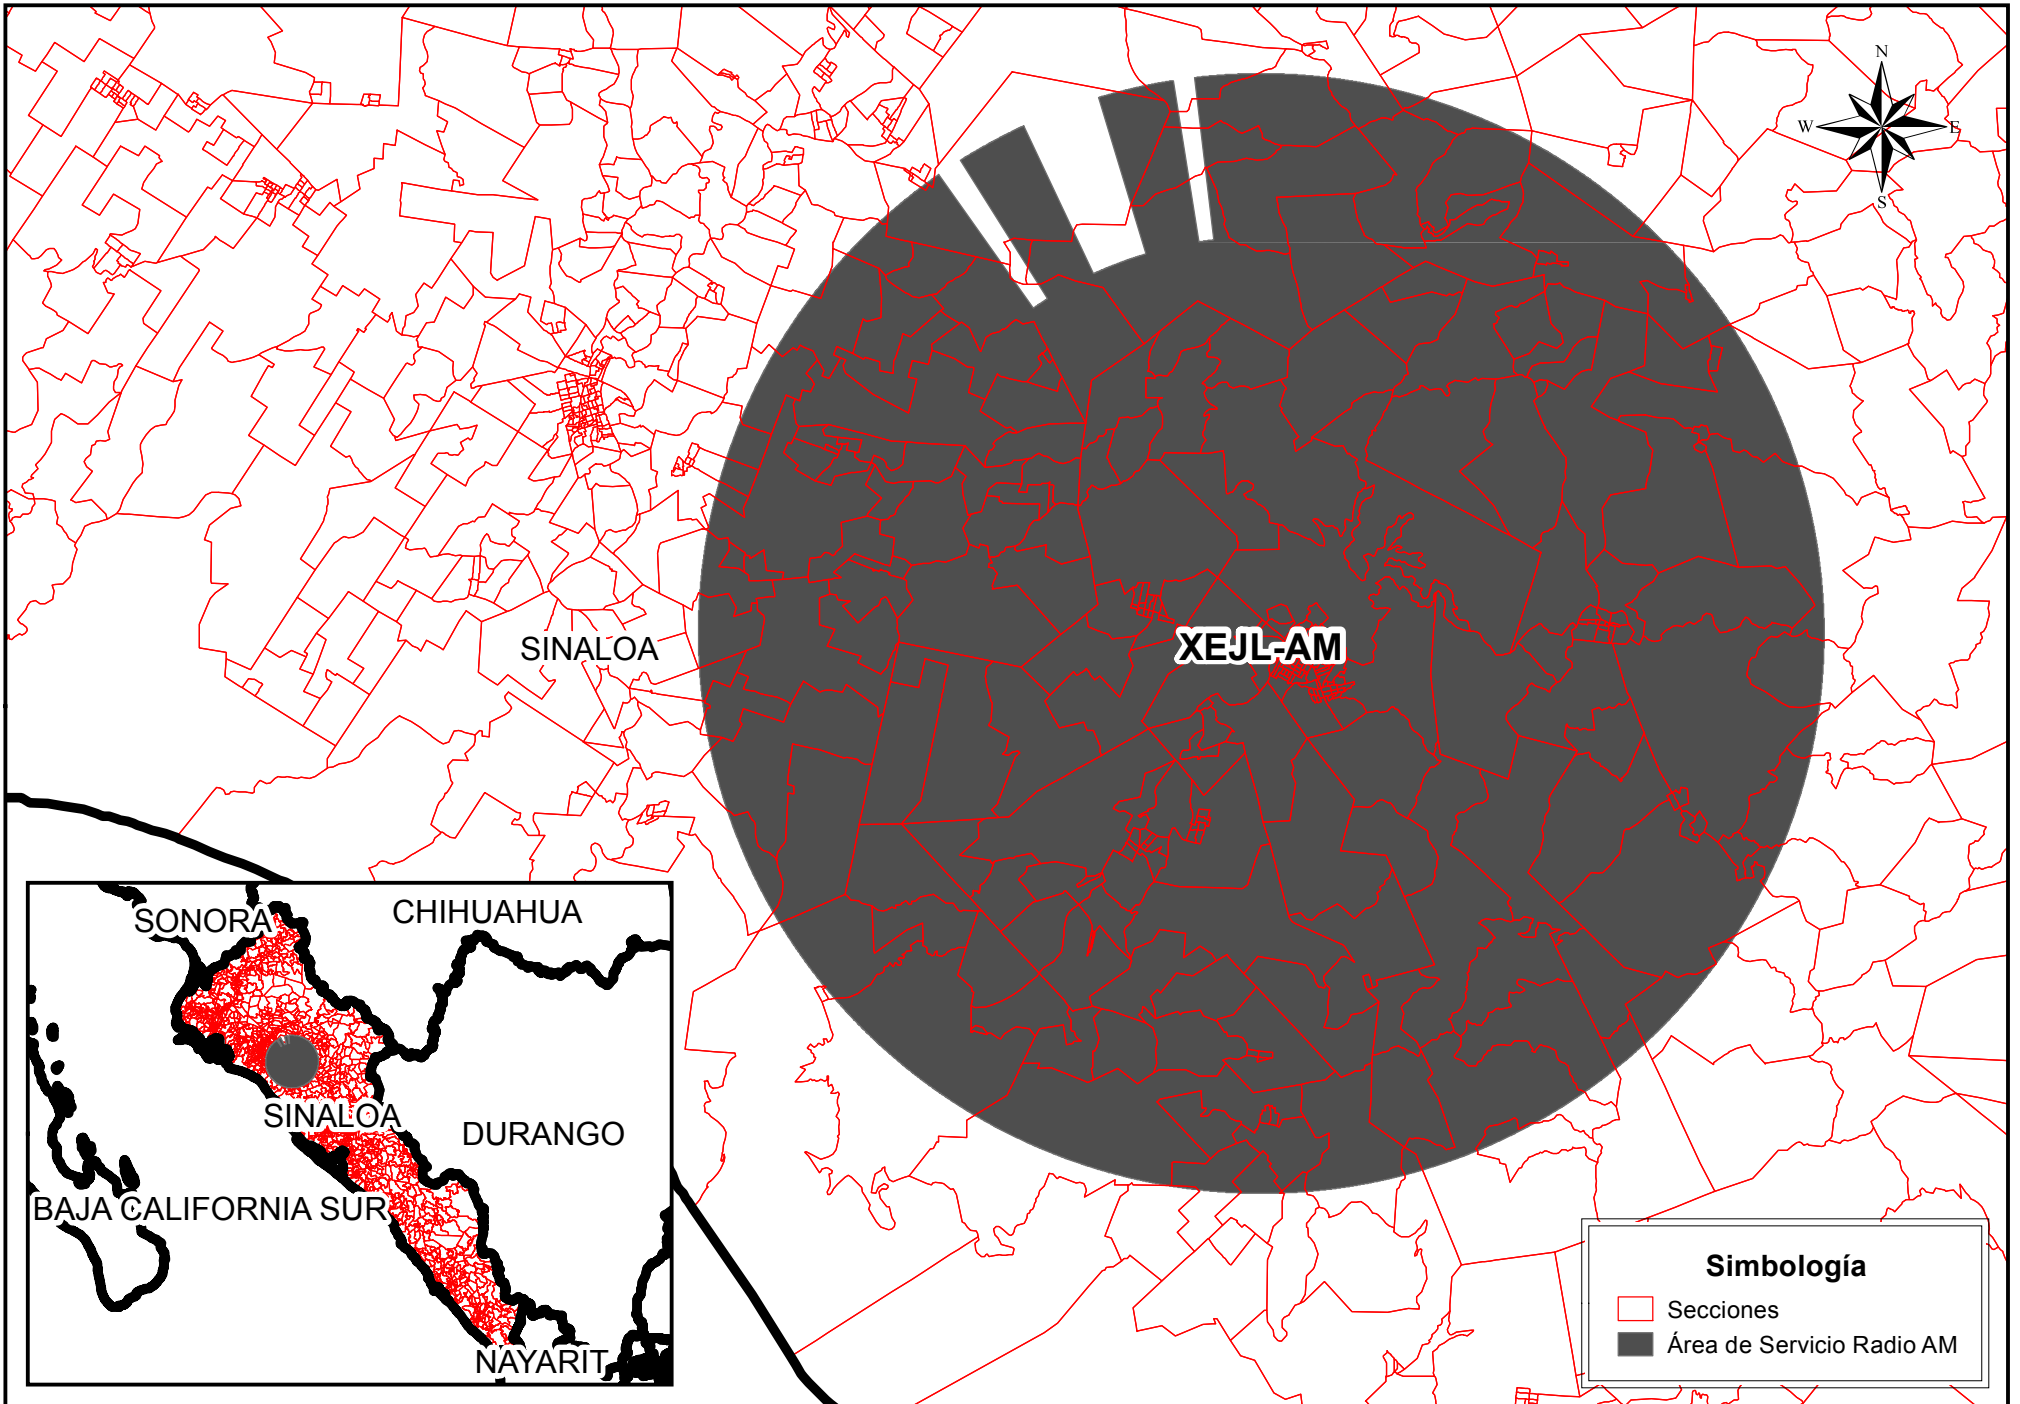 N
W E
S
SINALOA
XEJL-AM
SONORA
CHIHUAHUA
SINALOA
DURANGO
BAJA CALIFORNIA SUR
NAYARIT
Simbología
Secciones
Área de Servicio Radio AM